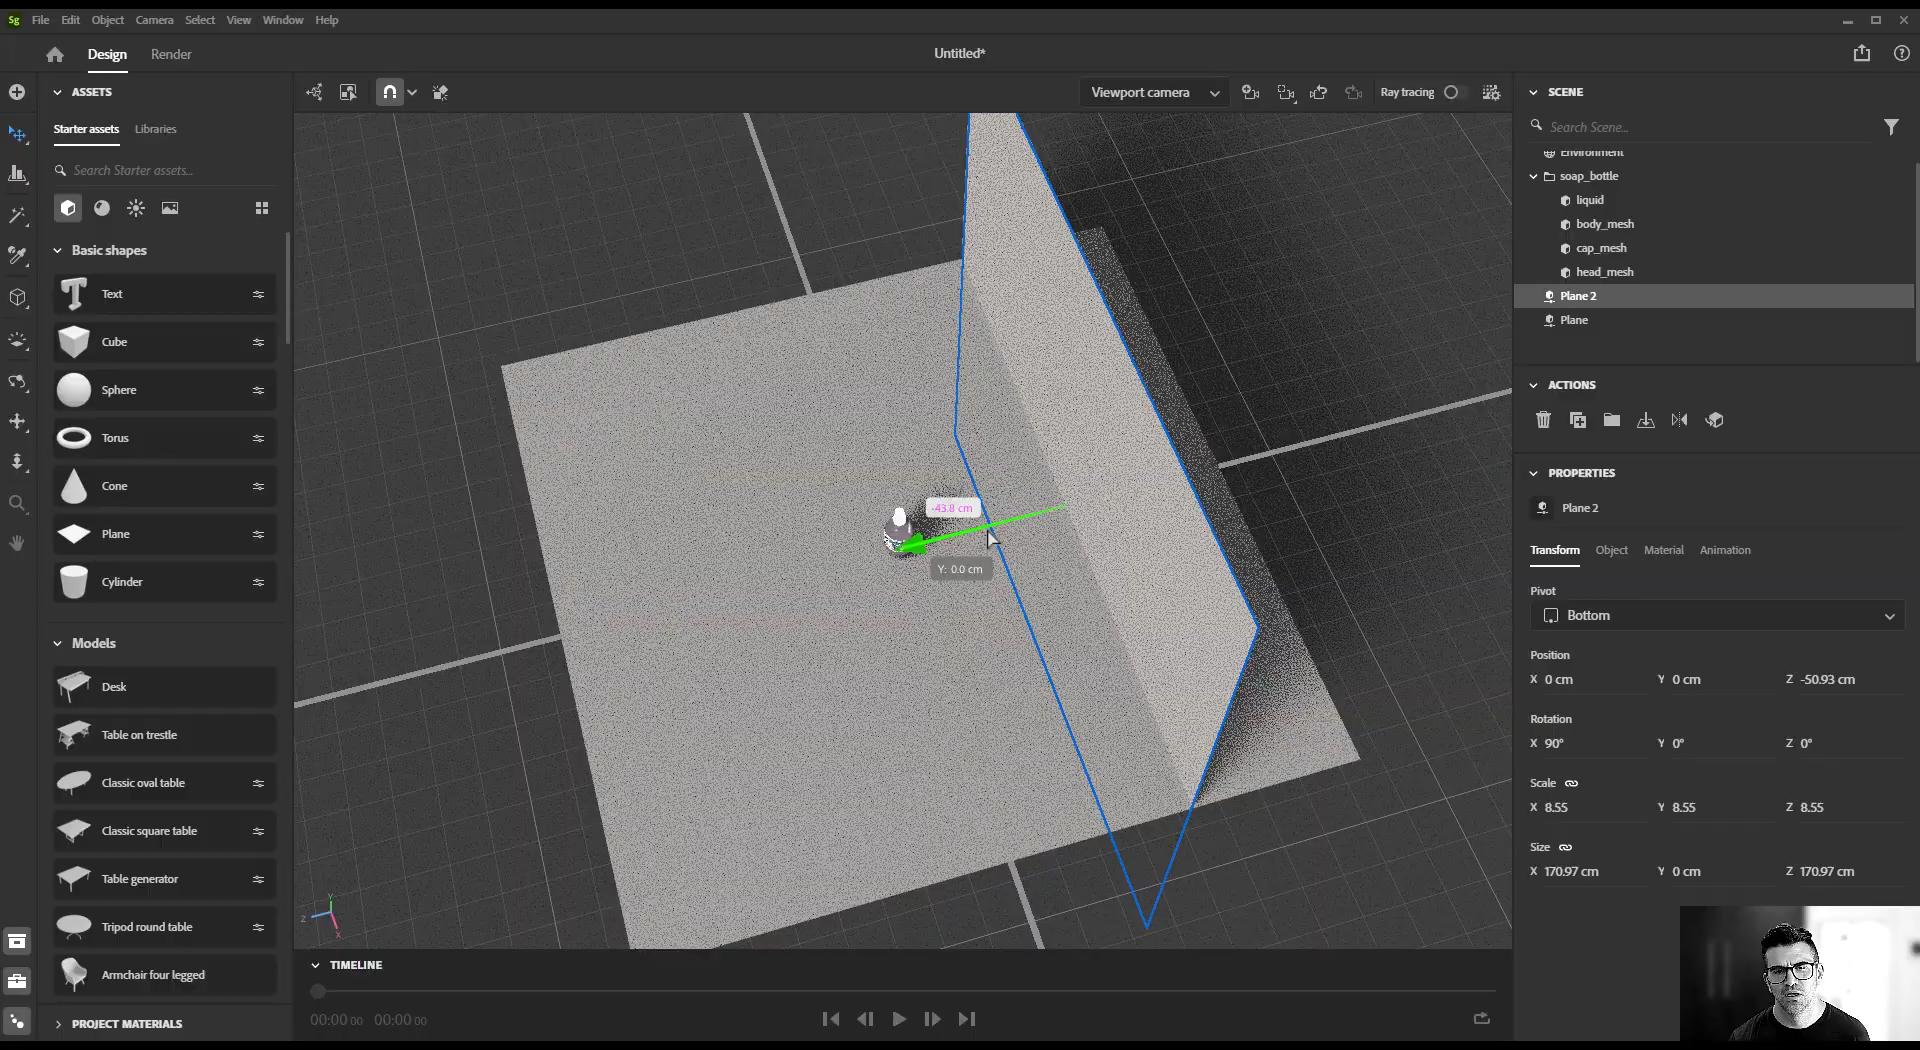 Sg File Edit Object Camera Select View Window Help
Design Render Untitled*
ASSETS
Starter assets Libraries
Search Starter assets...
Basic shapes
Text
Cube
Sphere
Torus
Cone
Plane
Cylinder
Models
Desk
Table on trestle
Classic oval table
Classic square table
Table generator
Tripod round table
Armchair four legged
PROJECT MATERIALS
Viewport camera Ray tracing
-43.8 cm
Y: 0.0 cm
Y
Z
X
TIMELINE
00:00 00 00:00 00
SCENE
Search Scene...
Environment
soap_bottle
liquid
body_mesh
cap_mesh
head_mesh
Plane 2
Plane
ACTIONS
PROPERTIES
Plane 2
Transform Object Material Animation
Pivot
Bottom
Position
X 0 cm Y 0 cm Z -50.93 cm
Rotation
X 90° Y 0° Z 0°
Scale
X 8.55 Y 8.55 Z 8.55
Size
X 170.97 cm Y 0 cm Z 170.97 cm